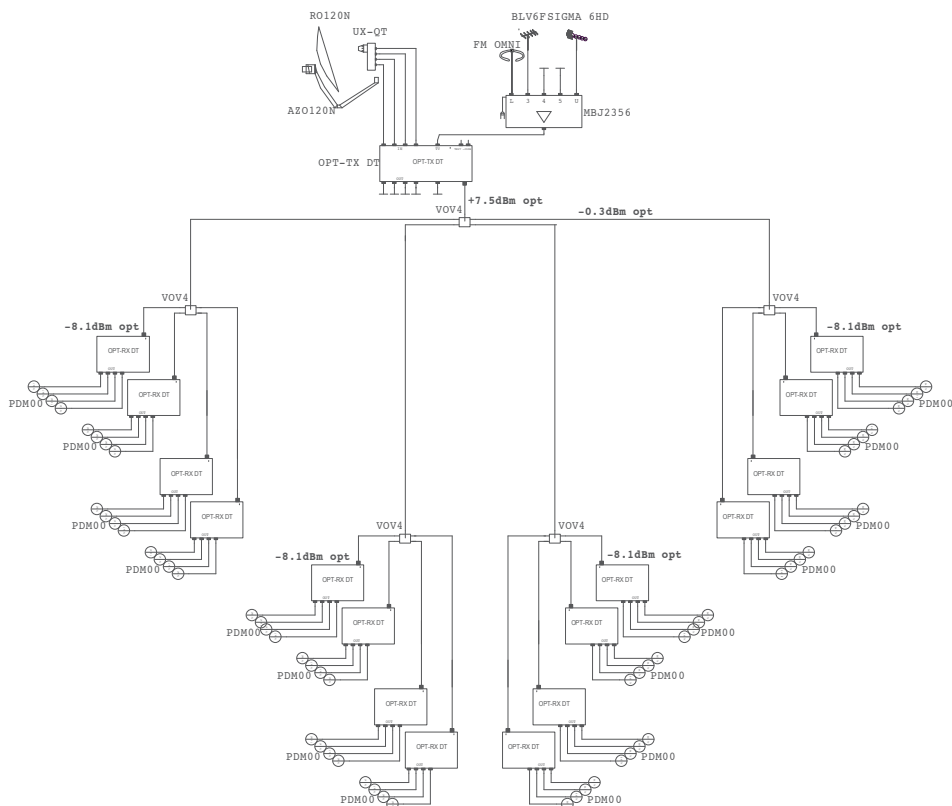 RO120N
UX-QT
BLV6FSIGMA 6HD
FM OMNI
AZO120N
L 3 4 5 U
MBJ2356
OPT-TX DT
OPT-TX DT
+7.5dBm opt
VOV4
-0.3dBm opt
VOV4
VOV4
-8.1dBm opt
-8.1dBm opt
OPT-RX DT
OPT-RX DT
PDM00
PDM00
OPT-RX DT
OPT-RX DT
PDM00
PDM00
OPT-RX DT
OPT-RX DT
PDM00
PDM00
OPT-RX DT
OPT-RX DT
PDM00
PDM00
VOV4
VOV4
-8.1dBm opt
-8.1dBm opt
OPT-RX DT
OPT-RX DT
PDM00
PDM00
OPT-RX DT
OPT-RX DT
PDM00
PDM00
OPT-RX DT
OPT-RX DT
PDM00
PDM00
OPT-RX DT
OPT-RX DT
PDM00
PDM00